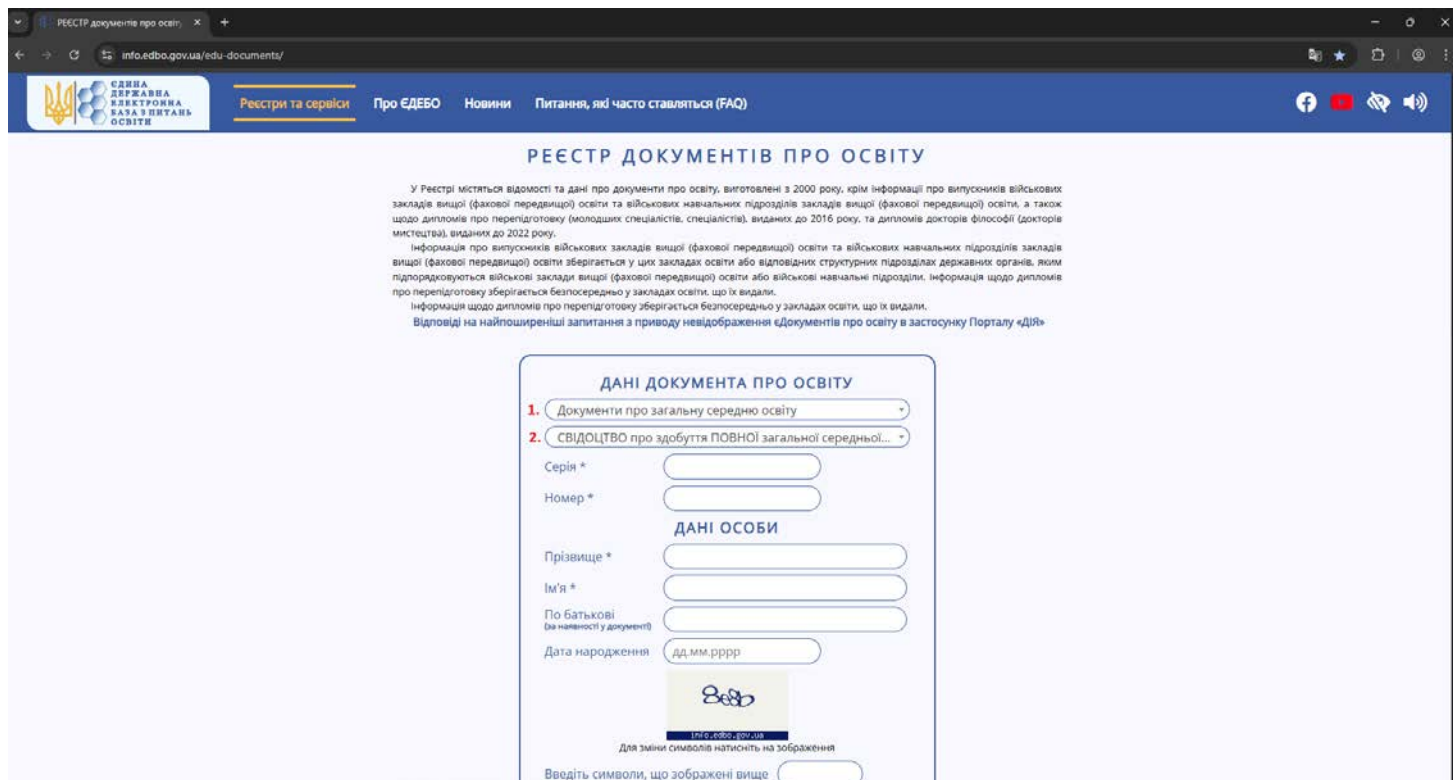 РЕЄСТР документів про освіту
info.edbo.gov.ua/edu-documents/
ЄДИНА
ДЕРЖАВНА
ЕЛЕКТРОННА
БАЗА З ПИТАНЬ
ОСВІТИ
Реєстри та сервіси Про ЄДЕБО Новини Питання, які часто ставляться (FAQ)
РЕЄСТР ДОКУМЕНТІВ ПРО ОСВІТУ
У Реєстрі містяться відомості та дані про документи про освіту, виготовлені з 2000 року, крім інформації про випускників військових
закладів вищої (фахової передвищої) освіти та військових навчальних підрозділів закладів вищої (фахової передвищої) освіти, а також
щодо дипломів про перепідготовку (молодших спеціалістів, спеціалістів), виданих до 2016 року, та дипломів докторів філософії (докторів
мистецтва), виданих до 2022 року.
Інформація про випускників військових закладів вищої (фахової передвищої) освіти та військових навчальних підрозділів закладів
вищої (фахової передвищої) освіти зберігається у цих закладах освіти або відповідних структурних підрозділах державних органів, яким
підпорядковуються військові заклади вищої (фахової передвищої) освіти або військові навчальні підрозділи. Інформація щодо дипломів
про перепідготовку зберігається безпосередньо у закладах освіти, що їх видали.
Інформація щодо дипломів про перепідготовку зберігається безпосередньо у закладах освіти, що їх видали.
Відповіді на найпоширеніші запитання з приводу невідображення єДокументів про освіту в застосунку Порталу «ДІЯ»
ДАНІ ДОКУМЕНТА ПРО ОСВІТУ
1. Документи про загальну середню освіту
2. СВІДОЦТВО про здобуття ПОВНОЇ загальної середньої...
Серія *
Номер *
ДАНІ ОСОБИ
Прізвище *
Ім'я *
По батькові
(за наявності у документі)
Дата народження дд.мм.рррр
info.edbo.gov.ua
Для зміни символів натисніть на зображення
Введіть символи, що зображені вище